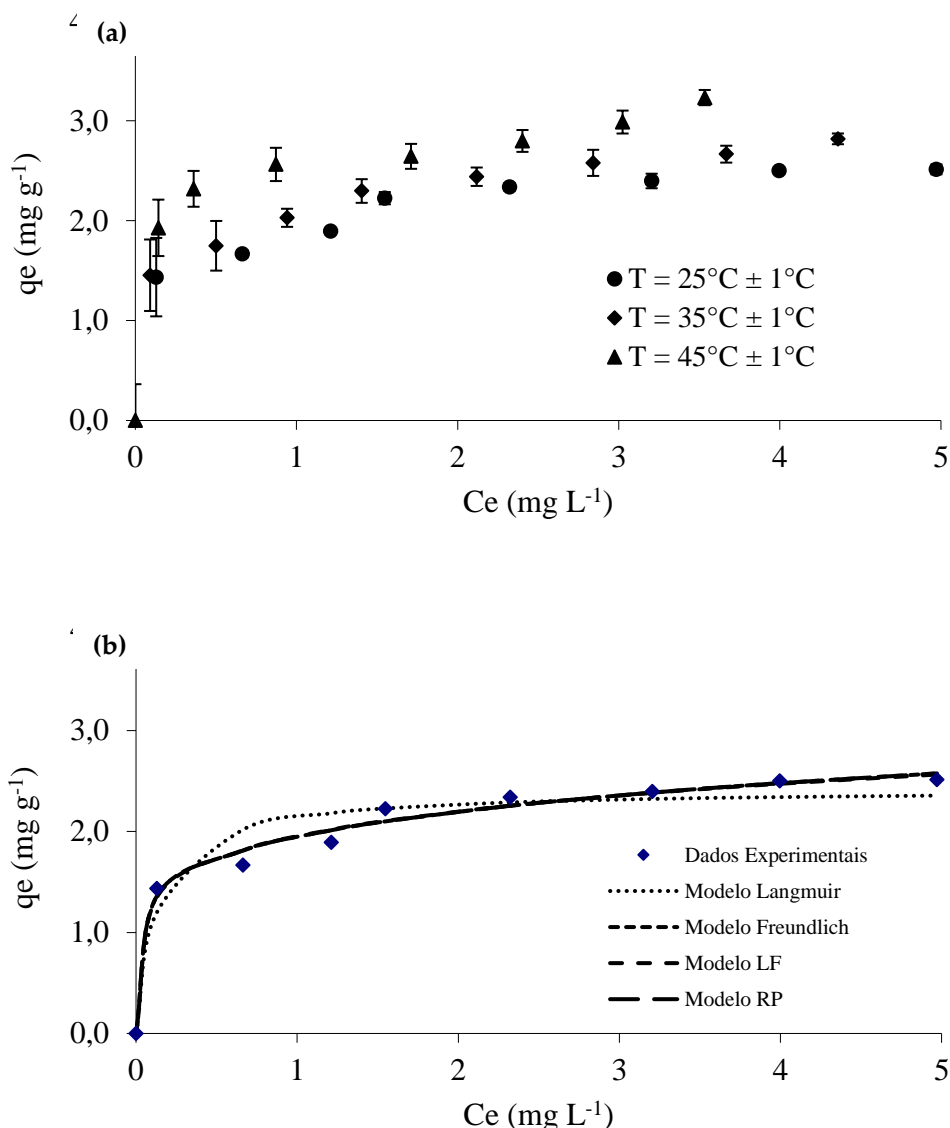 (a)
3,0
2,0
1,0
0,0
qe (mg g⁻¹)
T = 25°C ± 1°C
T = 35°C ± 1°C
T = 45°C ± 1°C
0 1 2 3 4 5
Ce (mg L⁻¹)
(b)
3,0
2,0
1,0
0,0
qe (mg g⁻¹)
Dados Experimentais
Modelo Langmuir
Modelo Freundlich
Modelo LF
Modelo RP
0 1 2 3 4 5
Ce (mg L⁻¹)